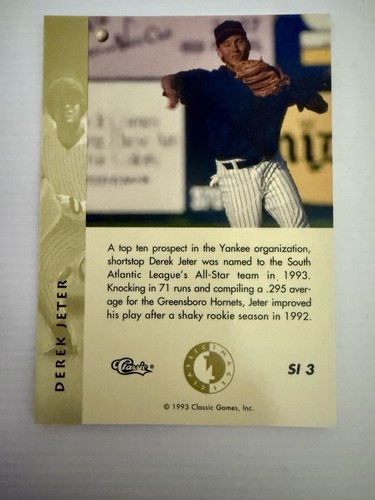 A top ten prospect in the Yankee organization,
shortstop Derek Jeter was named to the South
Atlantic League's All-Star team in 1993.
Knocking in 71 runs and compiling a .295 aver-
age for the Greensboro Hornets, Jeter improved
his play after a shaky rookie season in 1992.
DEREK JETER
Classic®
SI 3
© 1993 Classic Games, Inc.